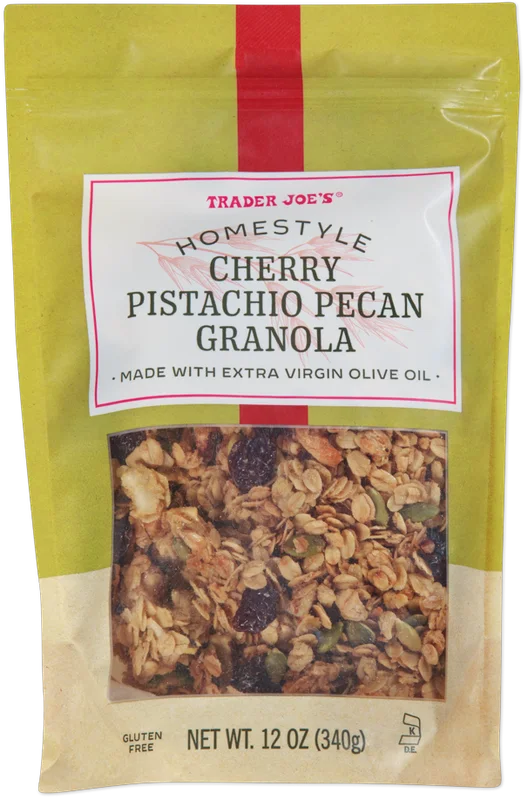 TRADER JOE'S®
HOMESTYLE
CHERRY
PISTACHIO PECAN
GRANOLA
· MADE WITH EXTRA VIRGIN OLIVE OIL ·
GLUTEN
FREE
NET WT. 12 OZ (340g)
K
D.E.